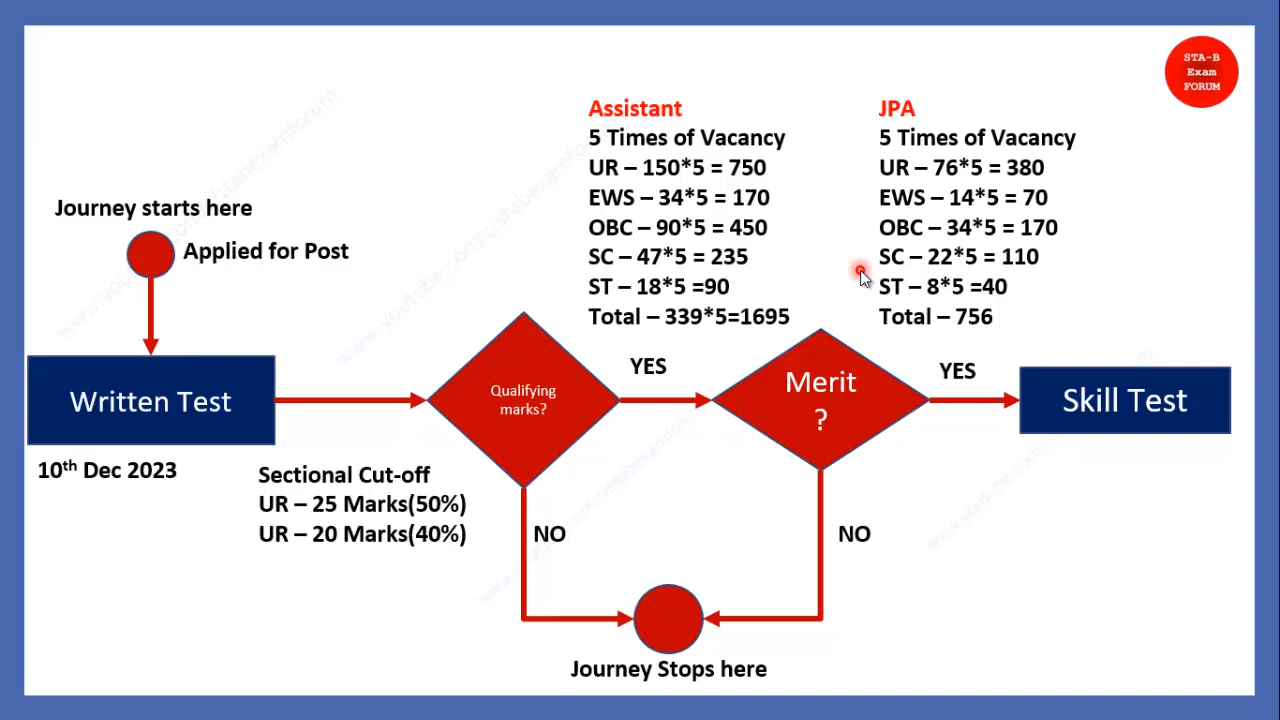 STA-B
Exam
FORUM
Assistant
5 Times of Vacancy
UR – 150*5 = 750
EWS – 34*5 = 170
OBC – 90*5 = 450
SC – 47*5 = 235
ST – 18*5 =90
Total – 339*5=1695
JPA
5 Times of Vacancy
UR – 76*5 = 380
EWS – 14*5 = 70
OBC – 34*5 = 170
SC – 22*5 = 110
ST – 8*5 =40
Total – 756
Journey starts here
Applied for Post
Written Test
10th Dec 2023
Sectional Cut-off
UR – 25 Marks(50%)
UR – 20 Marks(40%)
Qualifying
marks?
YES
NO
Merit
?
YES
NO
Skill Test
Journey Stops here